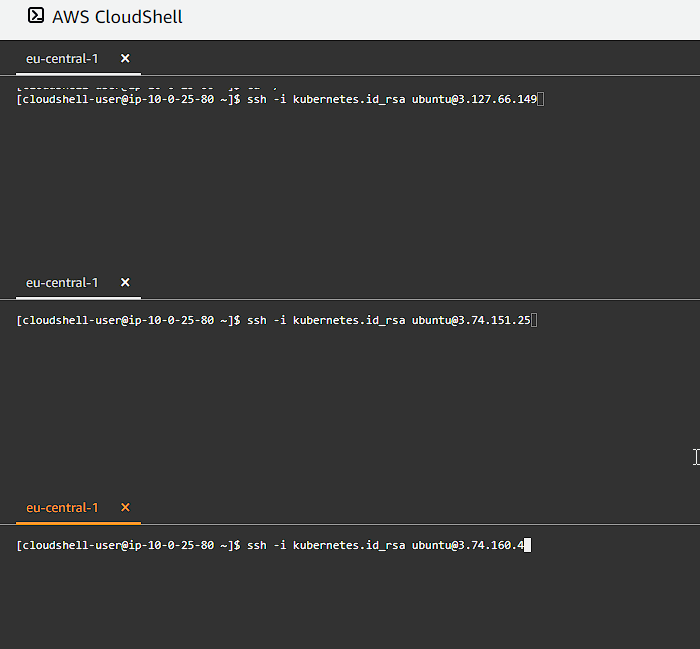 AWS CloudShell
eu-central-1 ×
[cloudshell-user@ip-10-0-25-80 ~]$ ssh -i kubernetes.id_rsa ubuntu@3.127.66.149
eu-central-1 ×
[cloudshell-user@ip-10-0-25-80 ~]$ ssh -i kubernetes.id_rsa ubuntu@3.74.151.25
eu-central-1 ×
[cloudshell-user@ip-10-0-25-80 ~]$ ssh -i kubernetes.id_rsa ubuntu@3.74.160.4